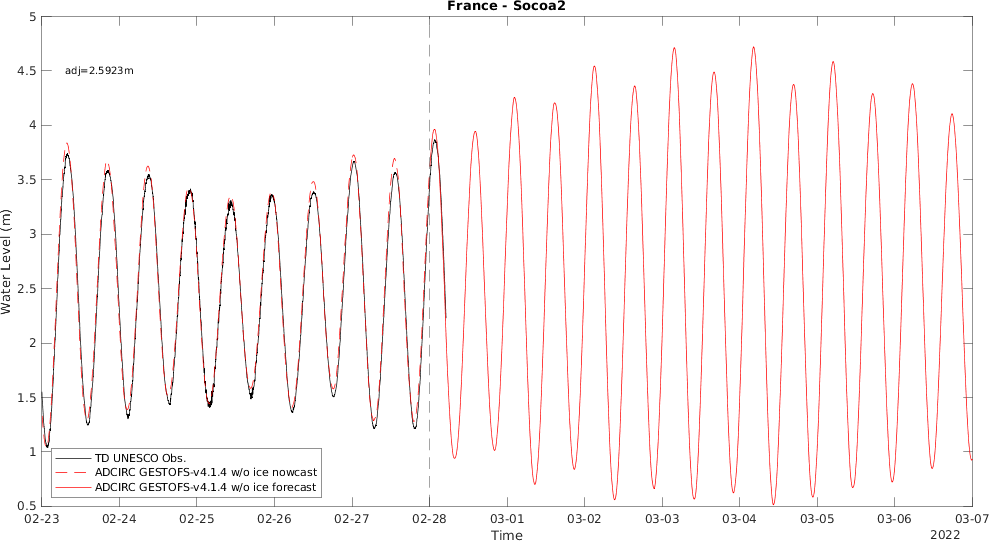 France - Socoa2
5
4.5
4
3.5
3
2.5
2
1.5
1
0.5
Water Level (m)
adj=2.5923m
TD UNESCO Obs.
ADCIRC GESTOFS-v4.1.4 w/o ice nowcast
ADCIRC GESTOFS-v4.1.4 w/o ice forecast
02-23 02-24 02-25 02-26 02-27 02-28 03-01 03-02 03-03 03-04 03-05 03-06 03-07
Time
2022